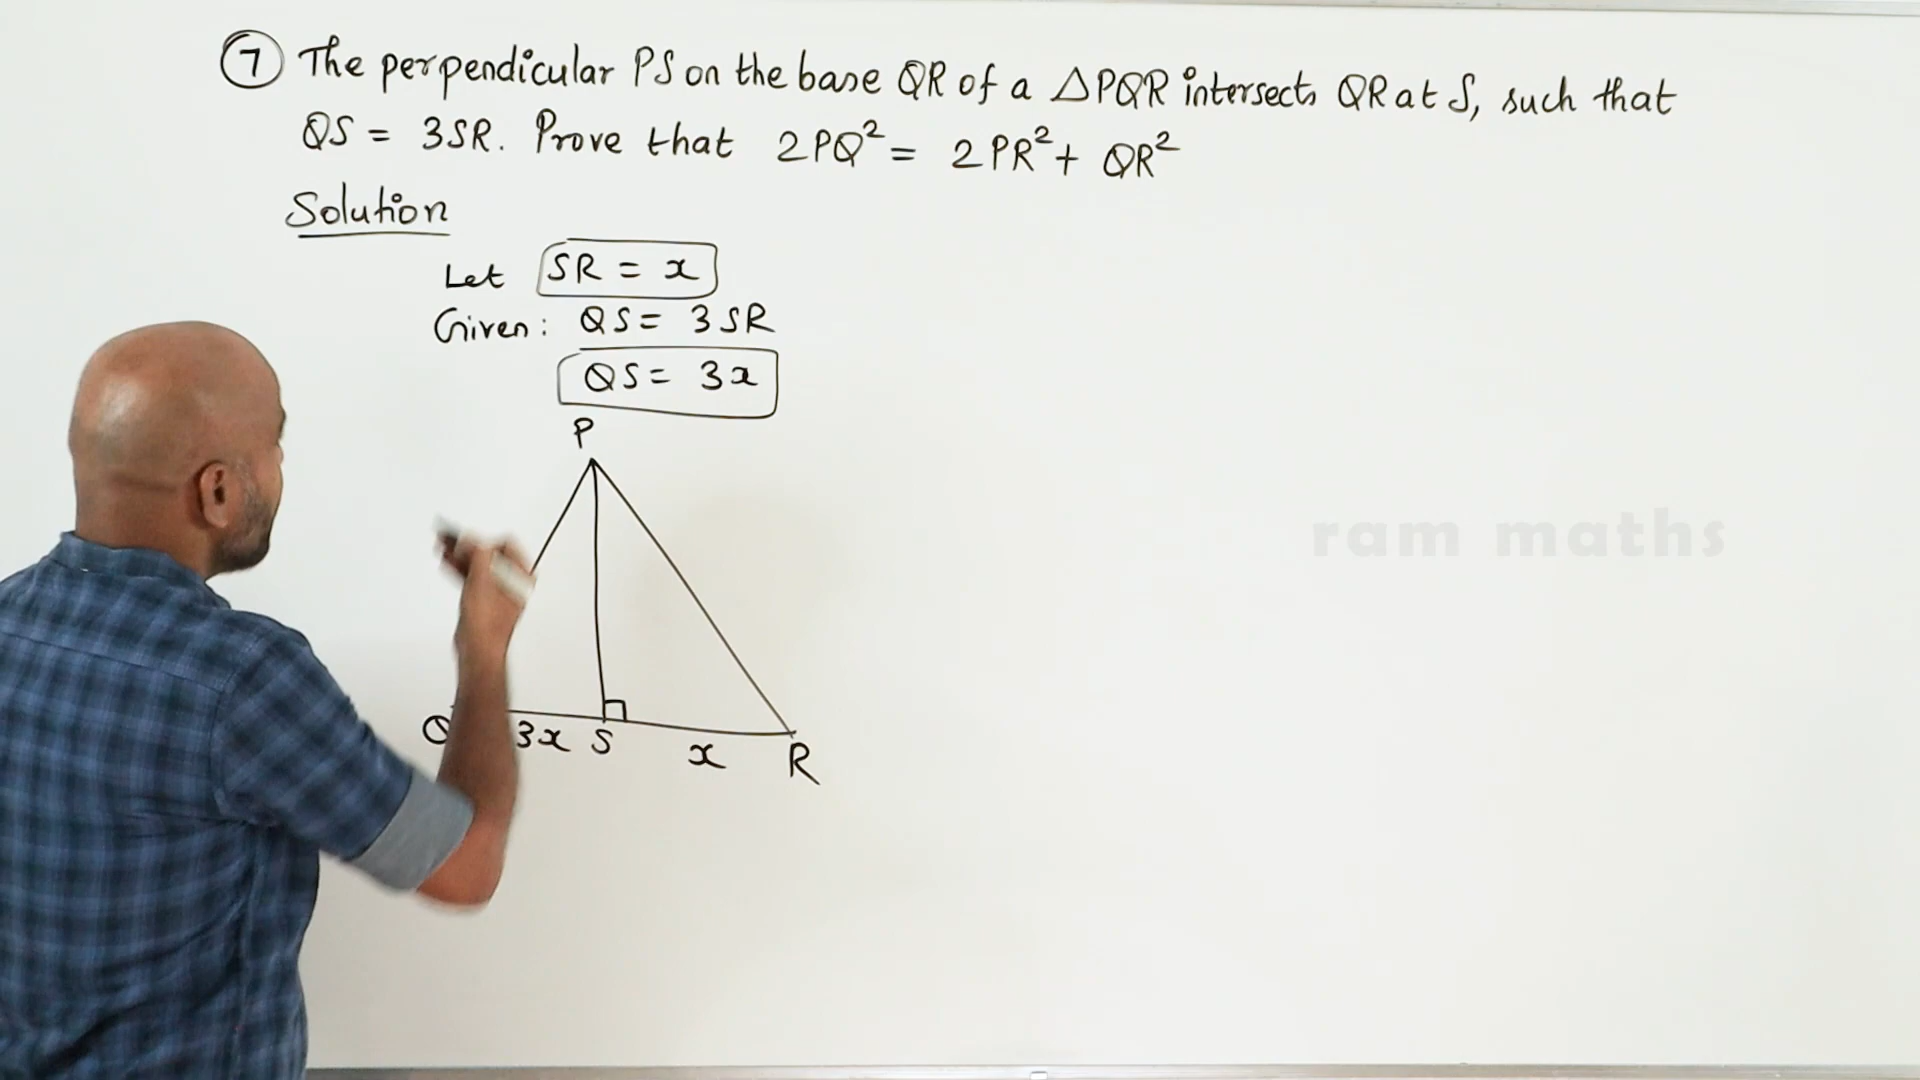 7 The perpendicular PS on the base QR of a △PQR intersects QR at S, such that
QS = 3SR. Prove that 2PQ² = 2PR² + QR²
Solution
Let SR = x
Given: QS = 3SR
QS = 3x
P
Q 3x S x R
ram maths